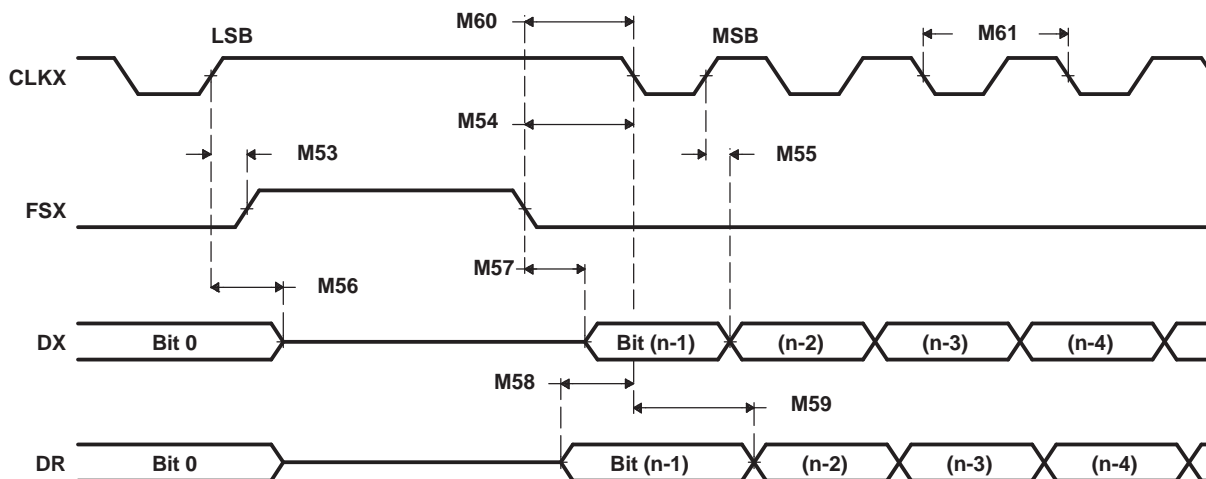 M60
LSB
MSB
M61
CLKX
M54
M53
M55
FSX
M57
M56
DX
Bit 0
Bit (n-1)
(n-2)
(n-3)
(n-4)
M58
M59
DR
Bit 0
Bit (n-1)
(n-2)
(n-3)
(n-4)